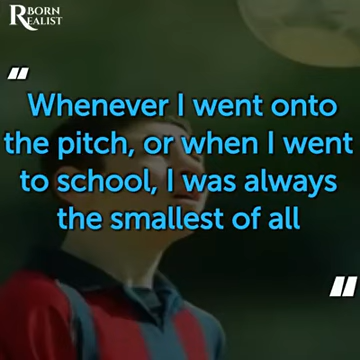 BORN
REALIST
"
Whenever I went onto
the pitch, or when I went
to school, I was always
the smallest of all
"